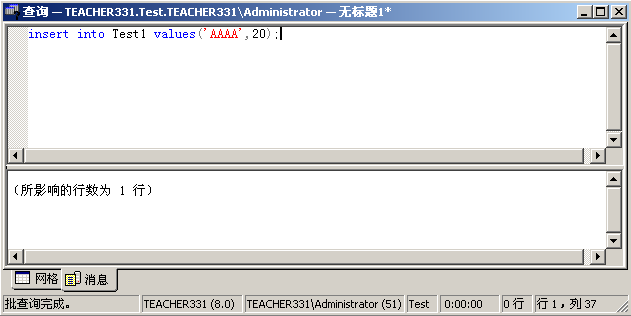 查询 — TEACHER331.Test.TEACHER331\Administrator — 无标题1*
insert into Test1 values('AAAA',20);
(所影响的行数为 1 行)
网格 消息
批查询完成。 TEACHER331 (8.0) TEACHER331\Administrator (51) Test 0:00:00 0 行 行 1，列 37